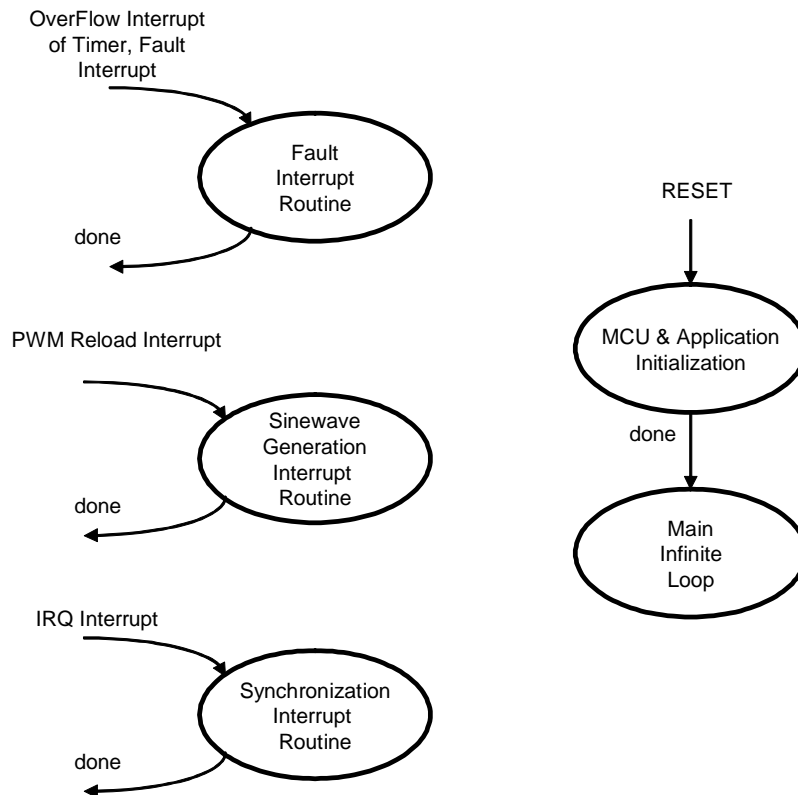 OverFlow Interrupt
of Timer, Fault
Interrupt
Fault
Interrupt
Routine
done
PWM Reload Interrupt
Sinewave
Generation
Interrupt
Routine
done
IRQ Interrupt
Synchronization
Interrupt
Routine
done
RESET
MCU & Application
Initialization
done
Main
Infinite
Loop